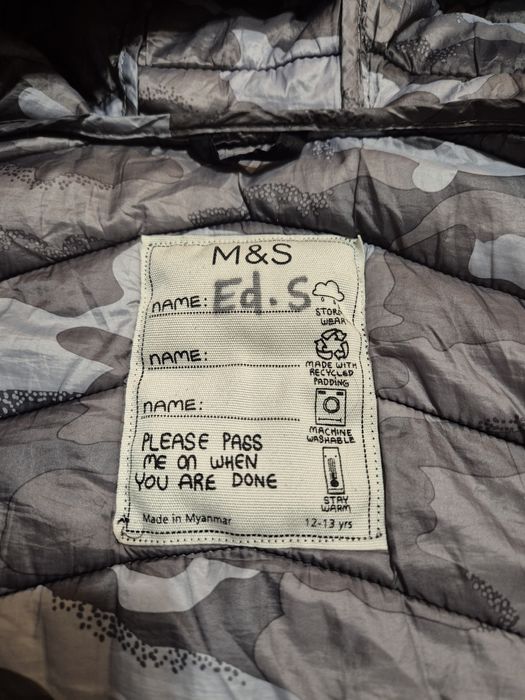 M&S
NAME: Ed.S
NAME:
NAME:
PLEASE PASS
ME ON WHEN
YOU ARE DONE
Made in Myanmar
STORM
WEAR
MADE WITH
RECYCLED
PADDING
MACHINE
WASHABLE
STAY
WARM
12-13 yrs